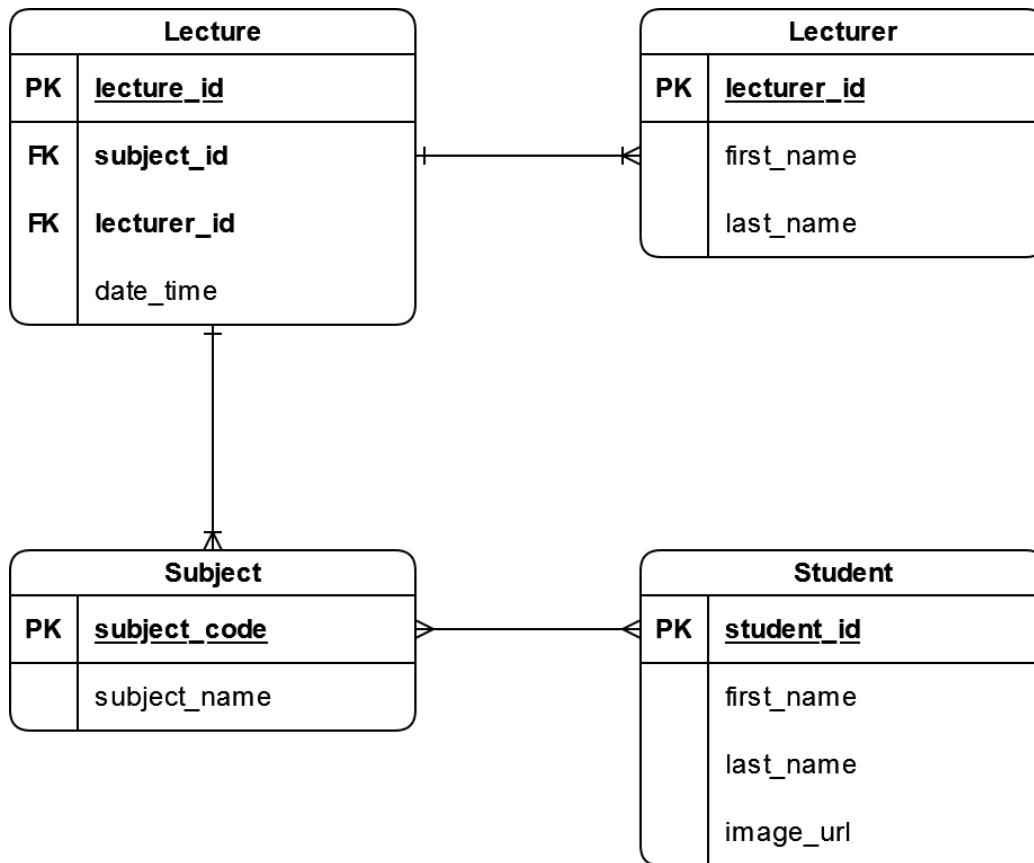 Lecture
PK lecture_id
FK subject_id
FK lecturer_id
date_time
Lecturer
PK lecturer_id
first_name
last_name
Subject
PK subject_code
subject_name
Student
PK student_id
first_name
last_name
image_url